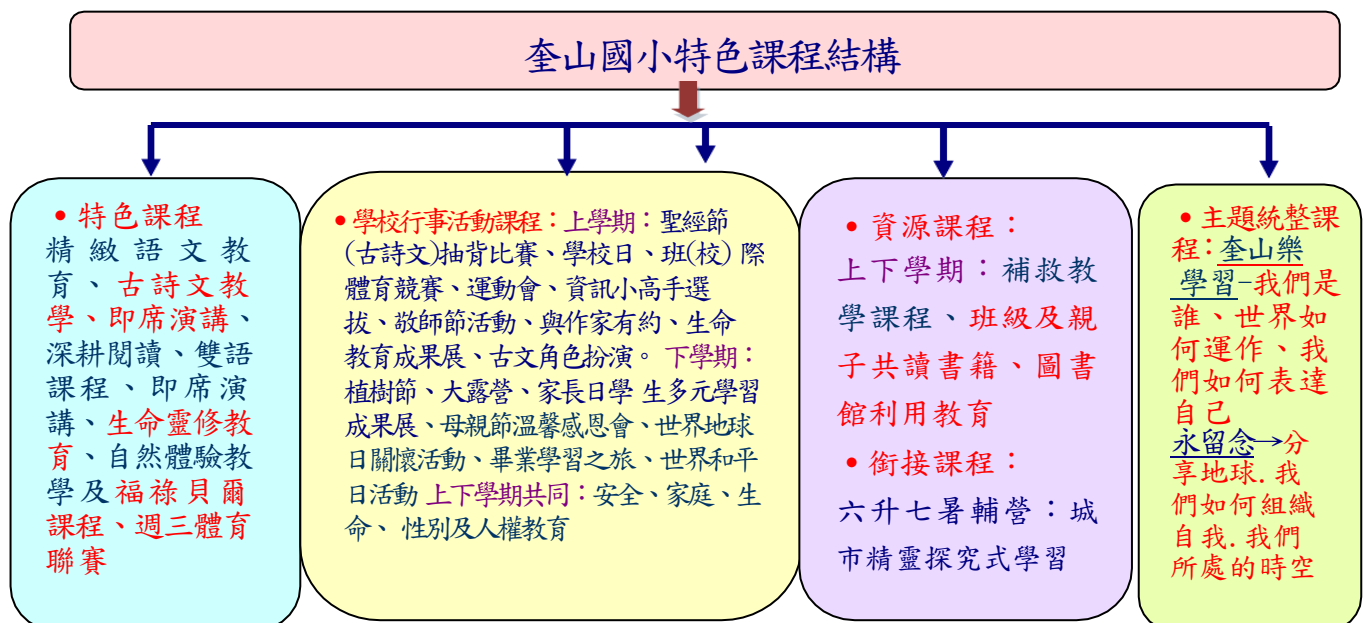 奎山國小特色課程結構
• 特色課程
精緻語文教
育、古詩文教
學、即席演講、
深耕閱讀、雙語
課程、即席演
講、生命靈修教
育、自然體驗教
學及福祿貝爾
課程、週三體育
聯賽
• 學校行事活動課程：上學期：聖經節
(古詩文)抽背比賽、學校日、班(校) 際
體育競賽、運動會、資訊小高手選
拔、敬師節活動、與作家有約、生命
教育成果展、古文角色扮演。 下學期：
植樹節、大露營、家長日學 生多元學習
成果展、母親節溫馨感恩會、世界地球
日關懷活動、畢業學習之旅、世界和平
日活動 上下學期共同：安全、家庭、生
命、 性別及人權教育
• 資源課程：
上下學期：補救教
學課程、班級及親
子共讀書籍、圖書
館利用教育
• 銜接課程：
六升七暑輔營：城
市精靈探究式學習
• 主題統整課
程：奎山樂
學習-我們是
誰、世界如
何運作、我
們如何表達
自己
永留念→分
享地球.我
們如何組織
自我.我們
所處的時空